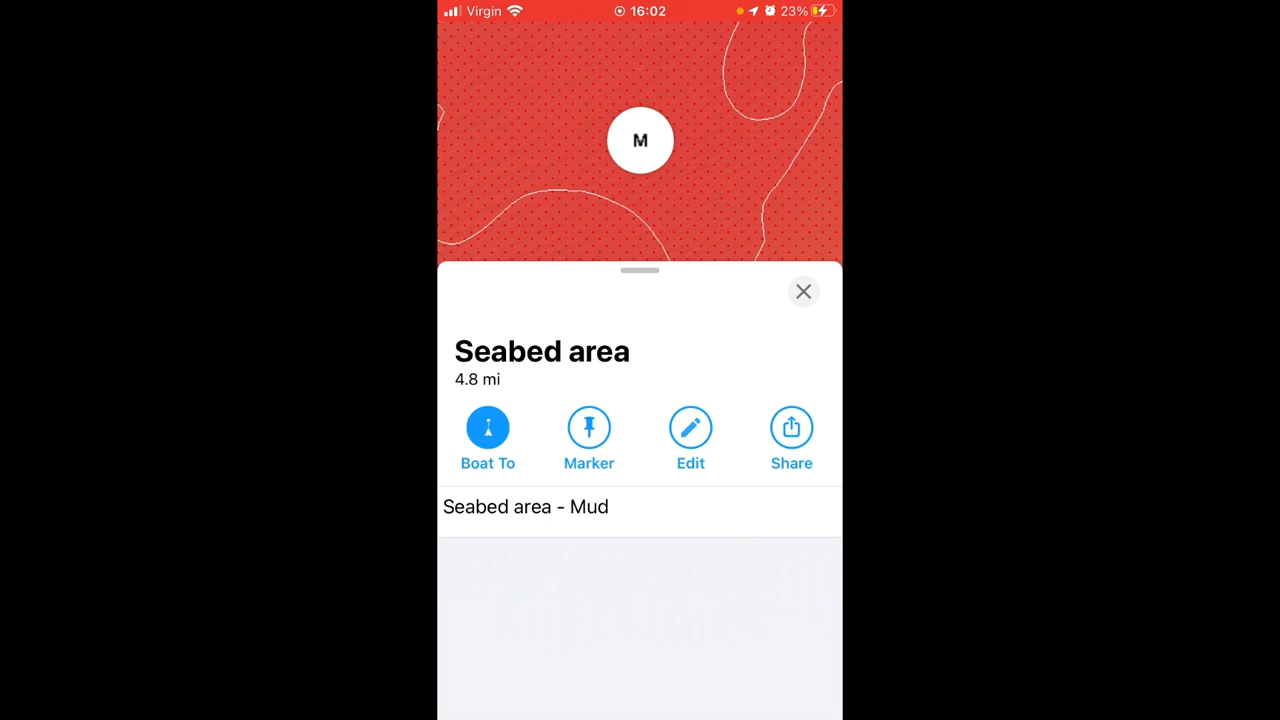 Virgin 16:02 23%
M
Seabed area
4.8 mi
Boat To Marker Edit Share
Seabed area - Mud